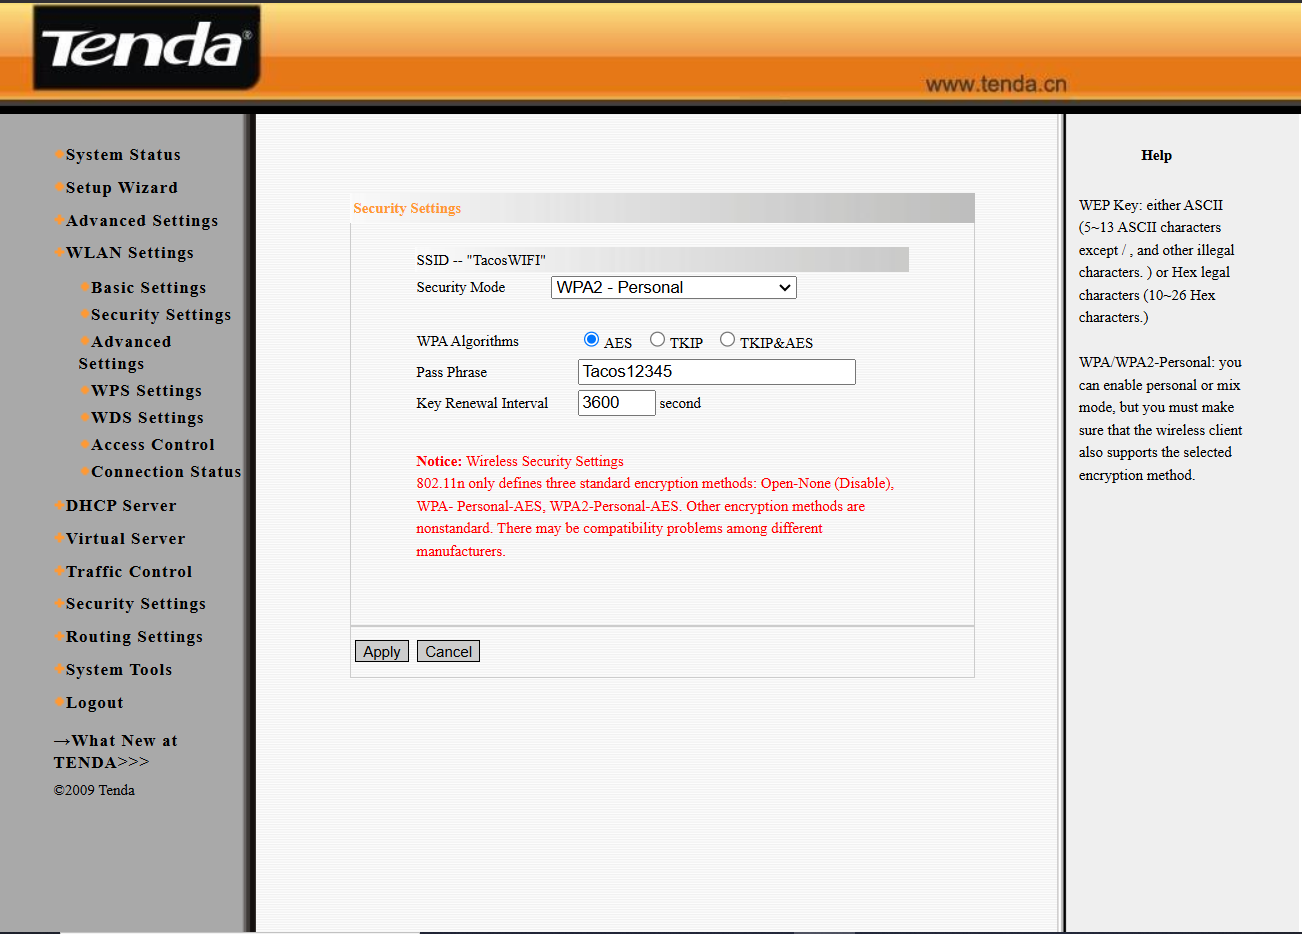 Tenda®
www.tenda.cn
System Status
Setup Wizard
Advanced Settings
WLAN Settings
Basic Settings
Security Settings
Advanced
Settings
WPS Settings
WDS Settings
Access Control
Connection Status
DHCP Server
Virtual Server
Traffic Control
Security Settings
Routing Settings
System Tools
Logout
→What New at
TENDA>>>
©2009 Tenda
Security Settings
SSID -- "TacosWIFI"
Security Mode WPA2 - Personal
WPA Algorithms AES TKIP TKIP&AES
Pass Phrase Tacos12345
Key Renewal Interval 3600 second
Notice: Wireless Security Settings
802.11n only defines three standard encryption methods: Open-None (Disable),
WPA- Personal-AES, WPA2-Personal-AES. Other encryption methods are
nonstandard. There may be compatibility problems among different
manufacturers.
Apply Cancel
Help
WEP Key: either ASCII
(5~13 ASCII characters
except / , and other illegal
characters. ) or Hex legal
characters (10~26 Hex
characters.)
WPA/WPA2-Personal: you
can enable personal or mix
mode, but you must make
sure that the wireless client
also supports the selected
encryption method.